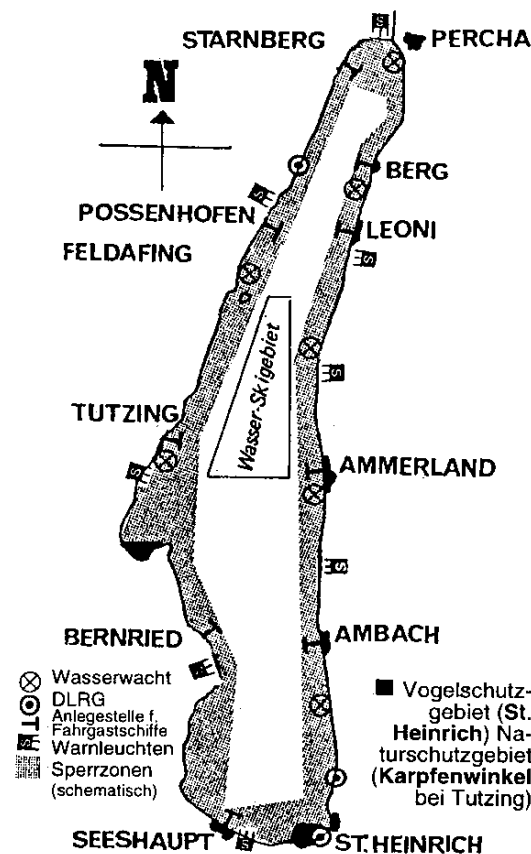 STARNBERG
PERCHA
N
BERG
POSSENHOFEN
LEONI
FELDAFING
Wasser-Skigebiet
TUTZING
AMMERLAND
BERNRIED
AMBACH
Wasserwacht
DLRG
Anlegestelle f.
Fahrgastschiffe
Warnleuchten
Sperrzonen
(schematisch)
Vogelschutz-
gebiet (St.
Heinrich) Na-
turschutzgebiet
(Karpfenwinkel
bei Tutzing)
SEESHAUPT
ST.HEINRICH